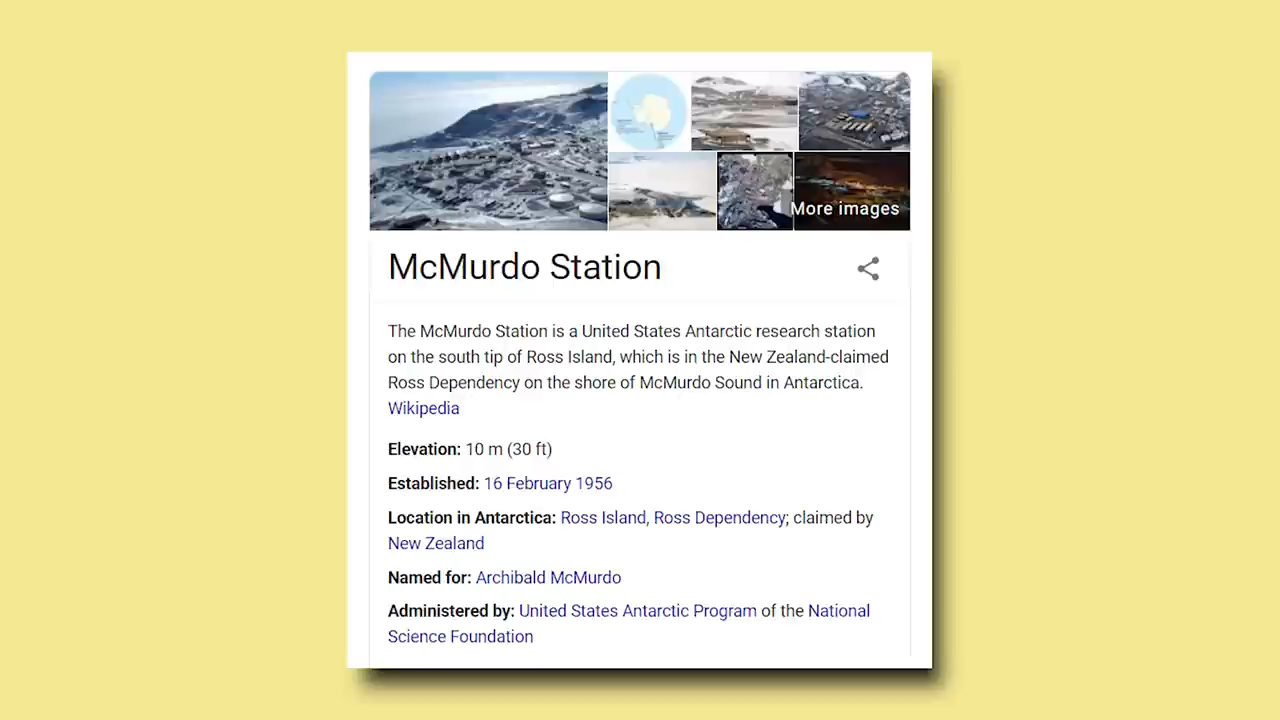 More images
McMurdo Station
The McMurdo Station is a United States Antarctic research station
on the south tip of Ross Island, which is in the New Zealand-claimed
Ross Dependency on the shore of McMurdo Sound in Antarctica.
Wikipedia
Elevation: 10 m (30 ft)
Established: 16 February 1956
Location in Antarctica: Ross Island, Ross Dependency; claimed by
New Zealand
Named for: Archibald McMurdo
Administered by: United States Antarctic Program of the National
Science Foundation